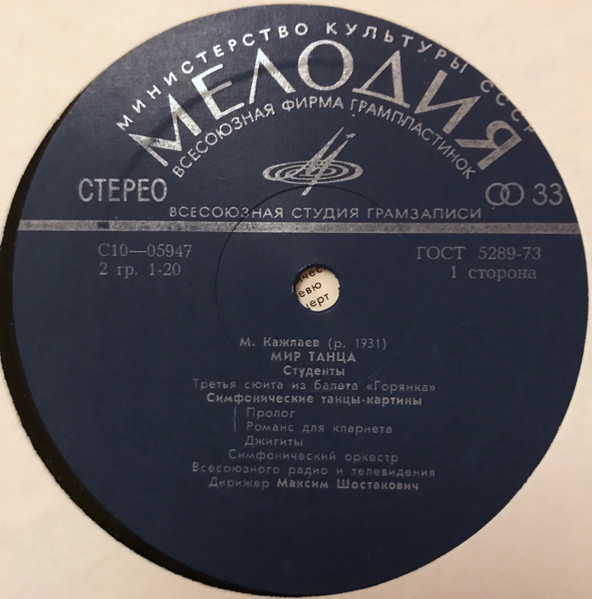 МИНИСТЕРСТВО КУЛЬТУРЫ СССР
МЕЛОДИЯ
ВСЕСОЮЗНАЯ ФИРМА ГРАМПЛАСТИНОК
СТЕРЕО
33
ВСЕСОЮЗНАЯ СТУДИЯ ГРАМЗАПИСИ
С10—05947
ГОСТ 5289-73
2 гр. 1-20
1 сторона
М. Кажлаев (р. 1931)
МИР ТАНЦА
Студенты
Третья сюита из балета «Горянка»
Симфонические танцы-картины
Пролог
Романс для кларнета
Джигиты
Симфонический оркестр
Всесоюзного радио и телевидения
Дирижер Максим Шостакович